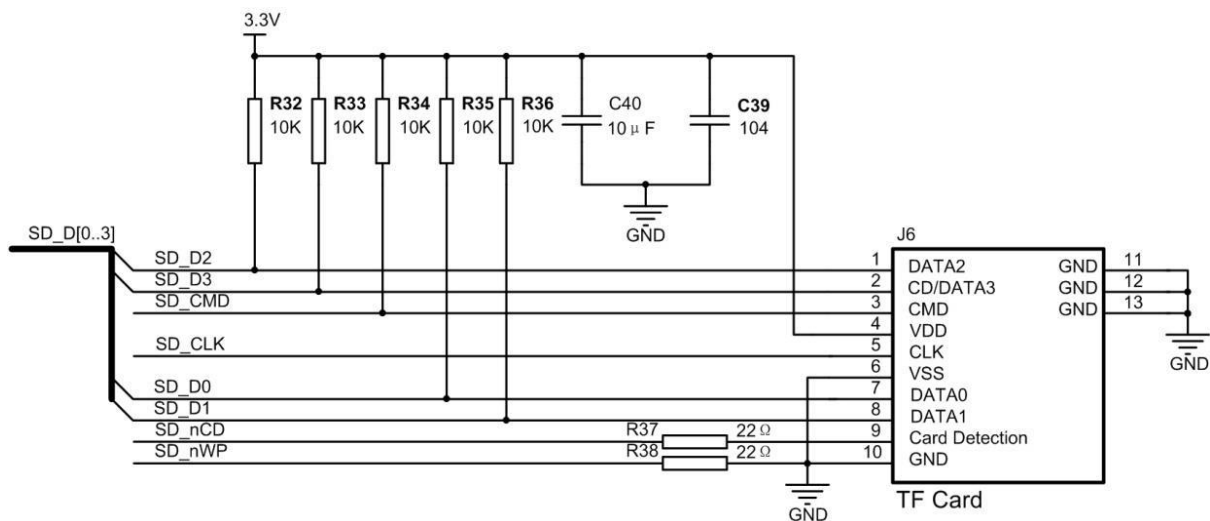 3.3V
R32 R33 R34 R35 R36 C40 C39
10K 10K 10K 10K 10K 10 μ F 104
GND
SD_D[0..3]
J6
SD_D2 1 DATA2 GND 11
SD_D3 2 CD/DATA3 GND 12
SD_CMD 3 CMD GND 13
4 VDD
SD_CLK 5 CLK
6 VSS
GND
SD_D0 7 DATA0
SD_D1 8 DATA1
SD_nCD R37 22 Ω 9 Card Detection
SD_nWP R38 22 Ω 10 GND
GND
TF Card